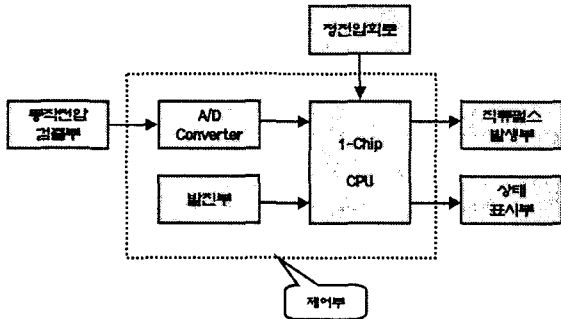 정전압회로
동작전압
검출부
A/D
Converter
1-Chip
CPU
발진부
직류펄스
발생부
상태
표시부
제어부